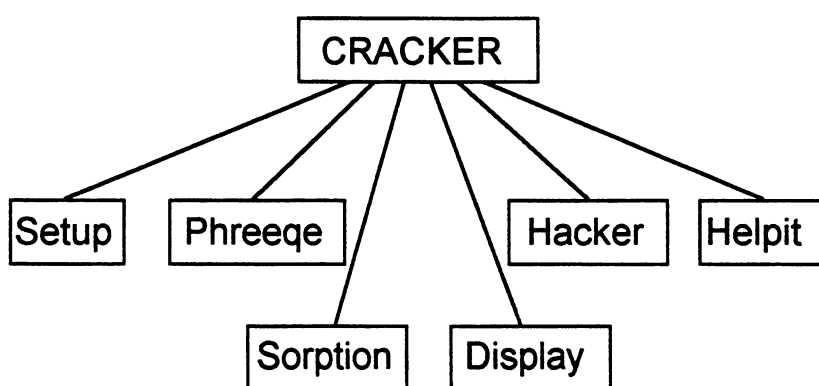 CRACKER
Setup
Phreeqe
Hacker
Helpit
Sorption
Display